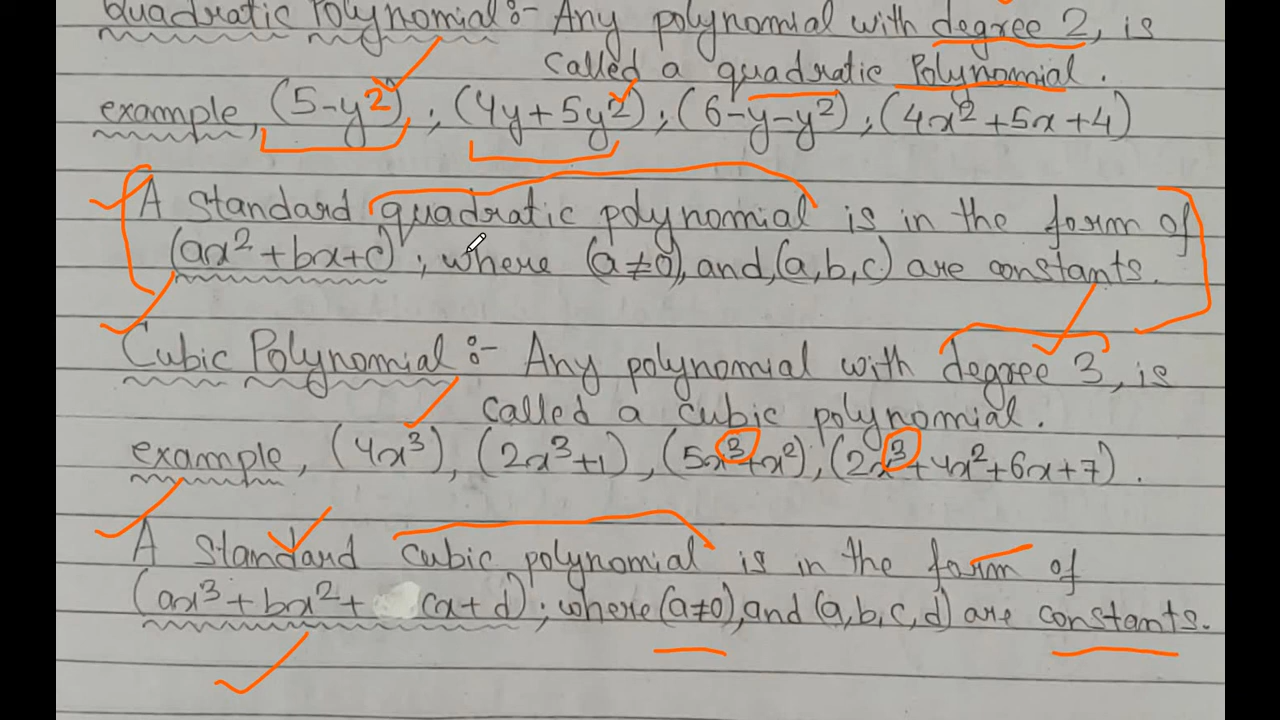 Quadratic Polynomial :- Any polynomial with degree 2, is
called a quadratic Polynomial.
example, (5-y²), (4y+5y²), (6-y-y²), (4x²+5x+4)
A standard quadratic polynomial is in the form of
(ax²+bx+c), where (a≠0), and, (a,b,c) are constants.
Cubic Polynomial :- Any polynomial with degree 3, is
called a cubic polynomial.
example, (4x³), (2x³+1), (5x³+x²), (2x³+4x²+6x+7).
A standard cubic polynomial is in the form of
(ax³+bx²+ cx+d); where (a≠0), and (a,b,c,d) are constants.